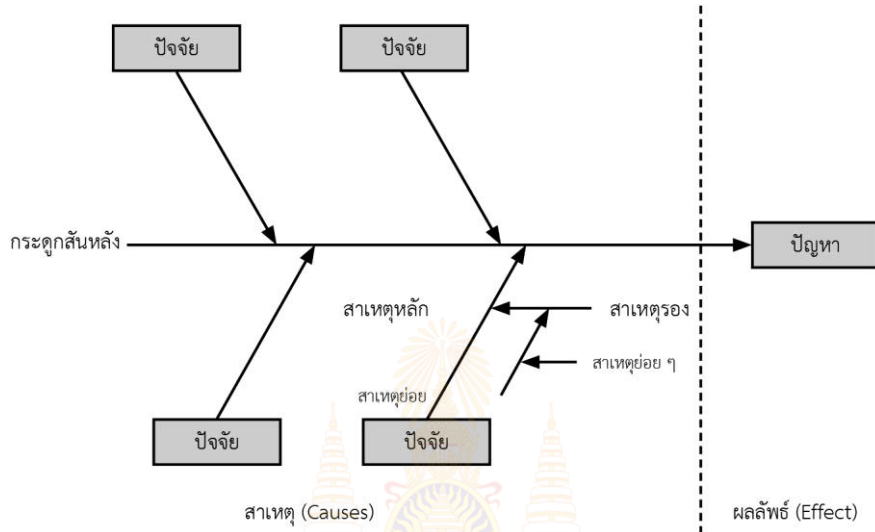 ปัจจัย
ปัจจัย
กระดูกสันหลัง
ปัญหา
สาเหตุหลัก
สาเหตุรอง
สาเหตุย่อย ๆ
สาเหตุย่อย
ปัจจัย
ปัจจัย
สาเหตุ (Causes)
ผลลัพธ์ (Effect)